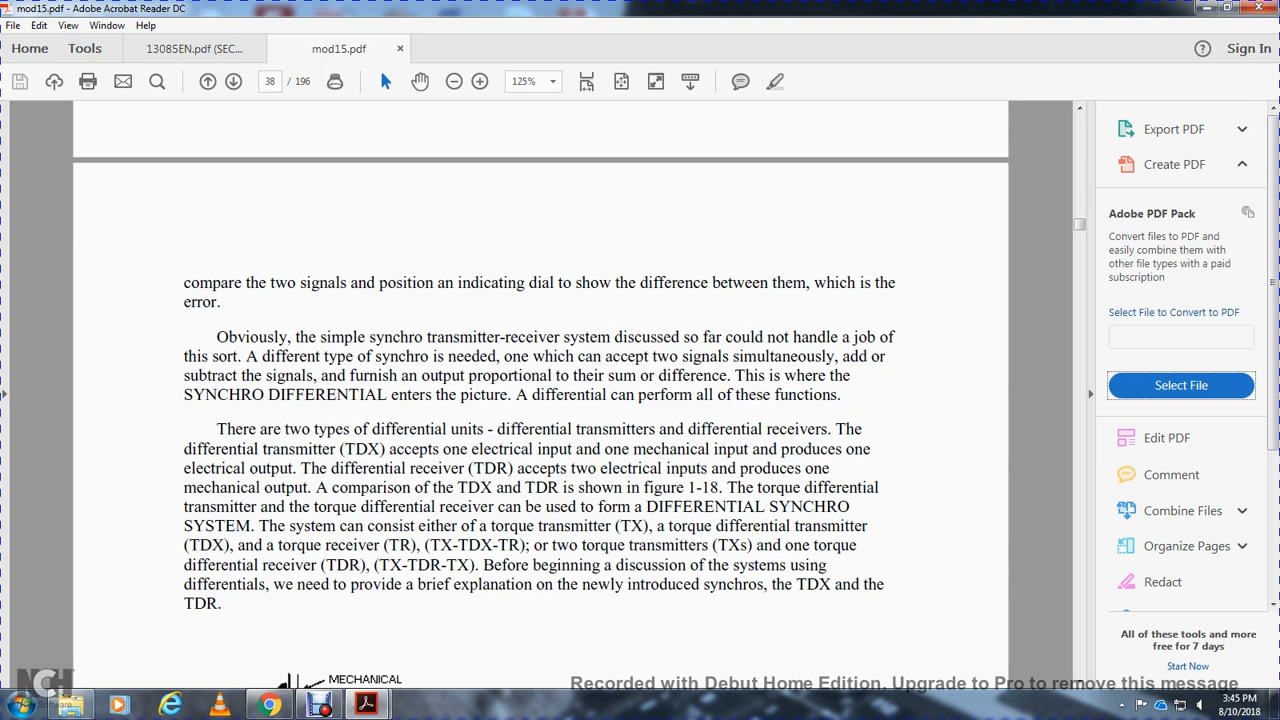 mod15.pdf - Adobe Acrobat Reader DC
File Edit View Window Help
Home Tools 13085EN.pdf (SEC... mod15.pdf × Sign In
38 / 196 125%
compare the two signals and position an indicating dial to show the difference between them, which is the
error.
Obviously, the simple synchro transmitter-receiver system discussed so far could not handle a job of
this sort. A different type of synchro is needed, one which can accept two signals simultaneously, add or
subtract the signals, and furnish an output proportional to their sum or difference. This is where the
SYNCHRO DIFFERENTIAL enters the picture. A differential can perform all of these functions.
There are two types of differential units - differential transmitters and differential receivers. The
differential transmitter (TDX) accepts one electrical input and one mechanical input and produces one
electrical output. The differential receiver (TDR) accepts two electrical inputs and produces one
mechanical output. A comparison of the TDX and TDR is shown in figure 1-18. The torque differential
transmitter and the torque differential receiver can be used to form a DIFFERENTIAL SYNCHRO
SYSTEM. The system can consist either of a torque transmitter (TX), a torque differential transmitter
(TDX), and a torque receiver (TR), (TX-TDX-TR); or two torque transmitters (TXs) and one torque
differential receiver (TDR), (TX-TDR-TX). Before beginning a discussion of the systems using
differentials, we need to provide a brief explanation on the newly introduced synchros, the TDX and the
TDR.
MECHANICAL
Export PDF
Create PDF
Adobe PDF Pack
Convert files to PDF and
easily combine them with
other file types with a paid
subscription
Select File to Convert to PDF
Select File
Edit PDF
Comment
Combine Files
Organize Pages
Redact
All of these tools and more
free for 7 days
Start Now
NCH
Software
Recorded with Debut Home Edition. Upgrade to Pro to remove this message
3:45 PM
8/10/2018